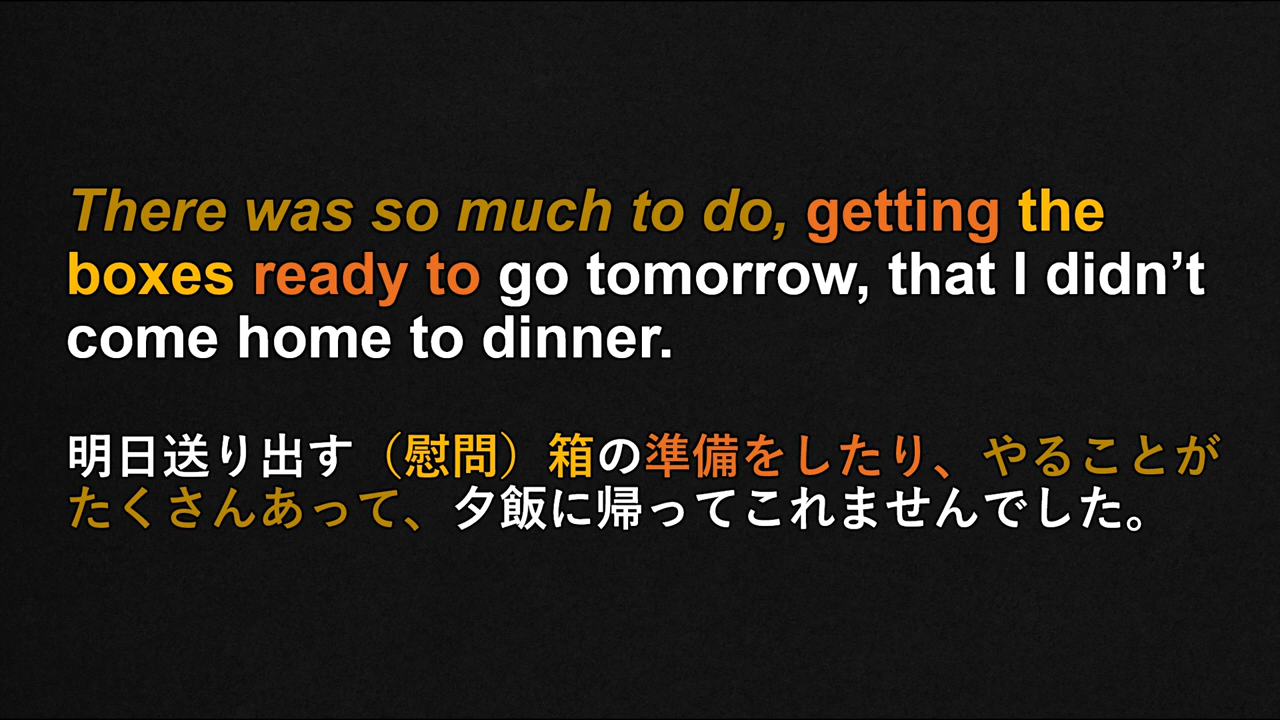 There was so much to do, getting the
boxes ready to go tomorrow, that I didn’t
come home to dinner.
明日送り出す（慰問）箱の準備をしたり、やることが
たくさんあって、夕飯に帰ってこれませんでした。